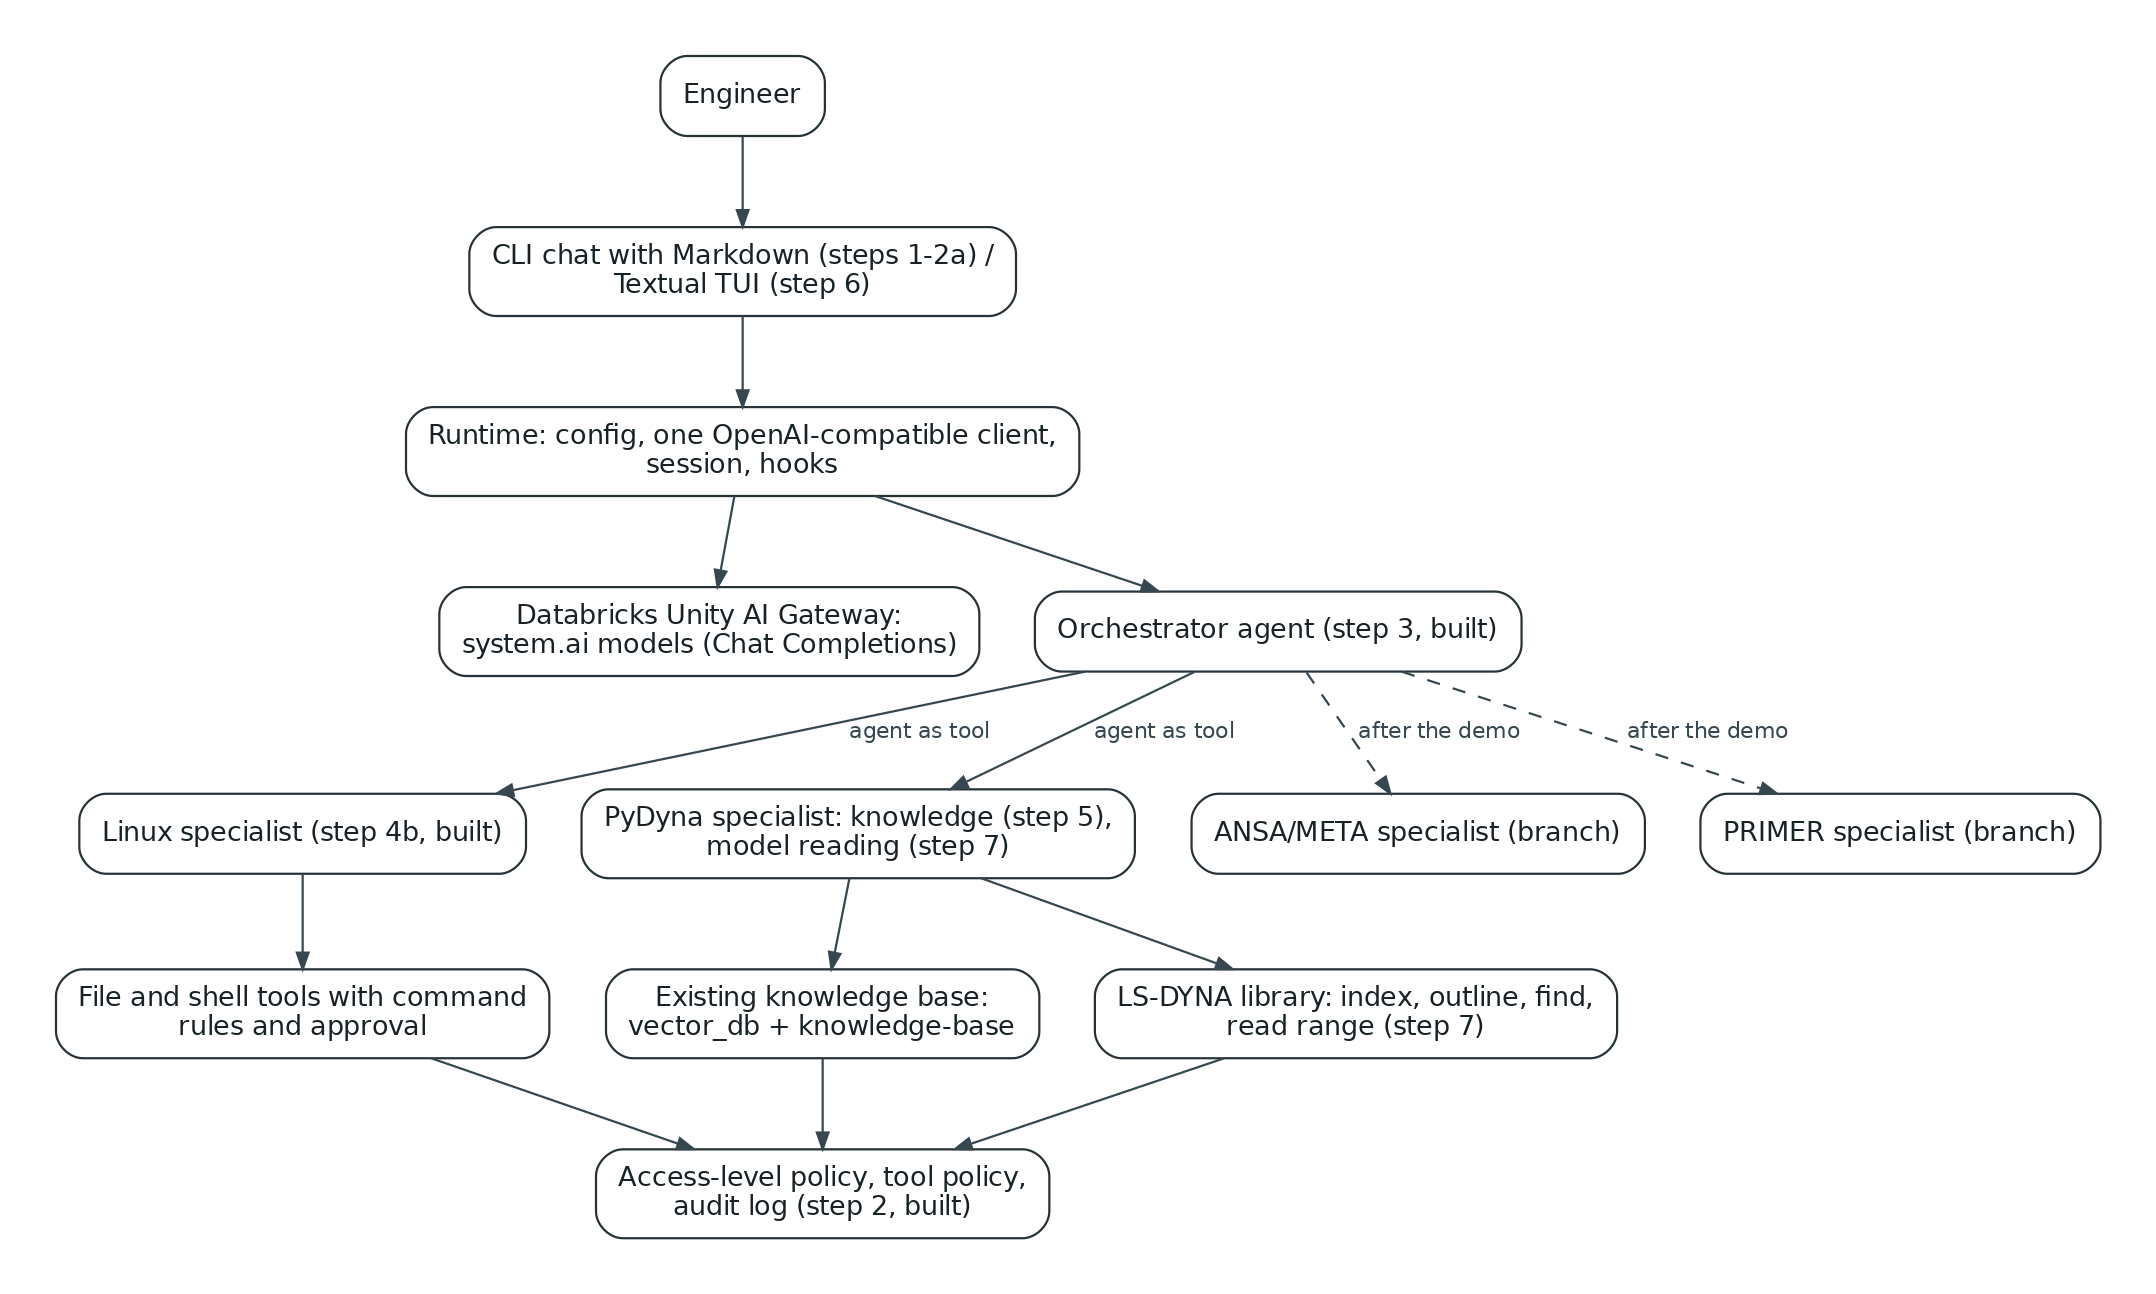 Engineer
CLI chat with Markdown (steps 1-2a) /
Textual TUI (step 6)
Runtime: config, one OpenAI-compatible client,
session, hooks
Databricks Unity AI Gateway:
system.ai models (Chat Completions)
Orchestrator agent (step 3, built)
agent as tool
agent as tool
after the demo
after the demo
Linux specialist (step 4b, built)
PyDyna specialist: knowledge (step 5),
model reading (step 7)
ANSA/META specialist (branch)
PRIMER specialist (branch)
File and shell tools with command
rules and approval
Existing knowledge base:
vector_db + knowledge-base
LS-DYNA library: index, outline, find,
read range (step 7)
Access-level policy, tool policy,
audit log (step 2, built)